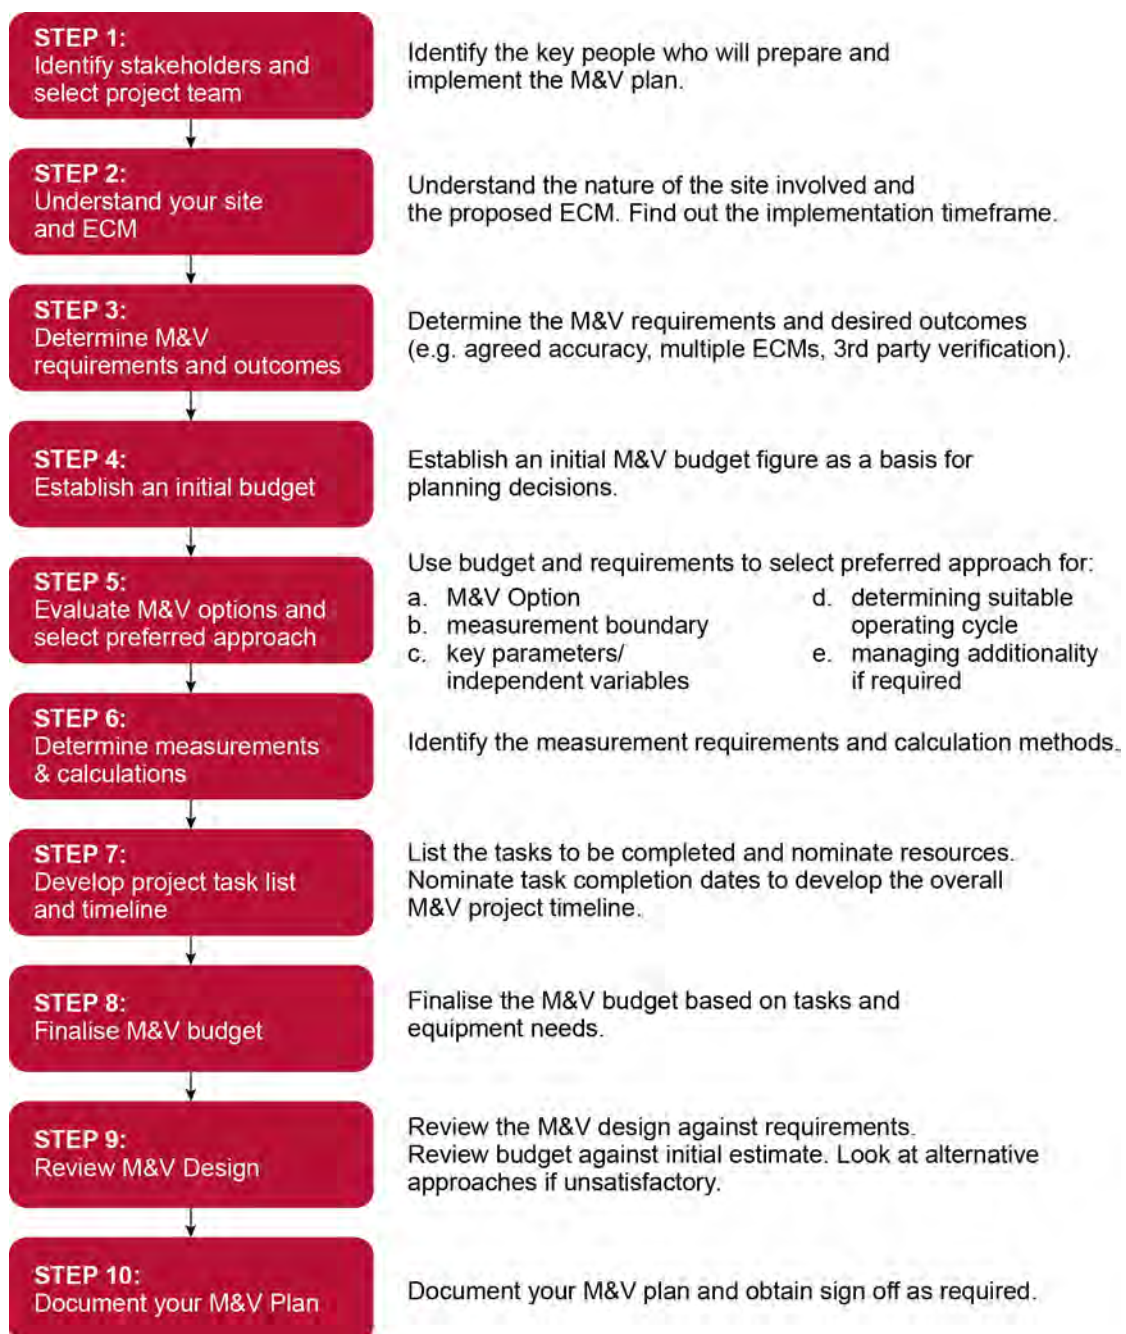 STEP 1:
Identify stakeholders and
select project team
Identify the key people who will prepare and
implement the M&V plan.
STEP 2:
Understand your site
and ECM
Understand the nature of the site involved and
the proposed ECM. Find out the implementation timeframe.
STEP 3:
Determine M&V
requirements and outcomes
Determine the M&V requirements and desired outcomes
(e.g. agreed accuracy, multiple ECMs, 3rd party verification).
STEP 4:
Establish an initial budget
Establish an initial M&V budget figure as a basis for
planning decisions.
STEP 5:
Evaluate M&V options and
select preferred approach
Use budget and requirements to select preferred approach for:
a. M&V Option
b. measurement boundary
c. key parameters/
independent variables
d. determining suitable
operating cycle
e. managing additionality
if required
STEP 6:
Determine measurements
& calculations
Identify the measurement requirements and calculation methods.
STEP 7:
Develop project task list
and timeline
List the tasks to be completed and nominate resources.
Nominate task completion dates to develop the overall
M&V project timeline.
STEP 8:
Finalise M&V budget
Finalise the M&V budget based on tasks and
equipment needs.
STEP 9:
Review M&V Design
Review the M&V design against requirements.
Review budget against initial estimate. Look at alternative
approaches if unsatisfactory.
STEP 10:
Document your M&V Plan
Document your M&V plan and obtain sign off as required.